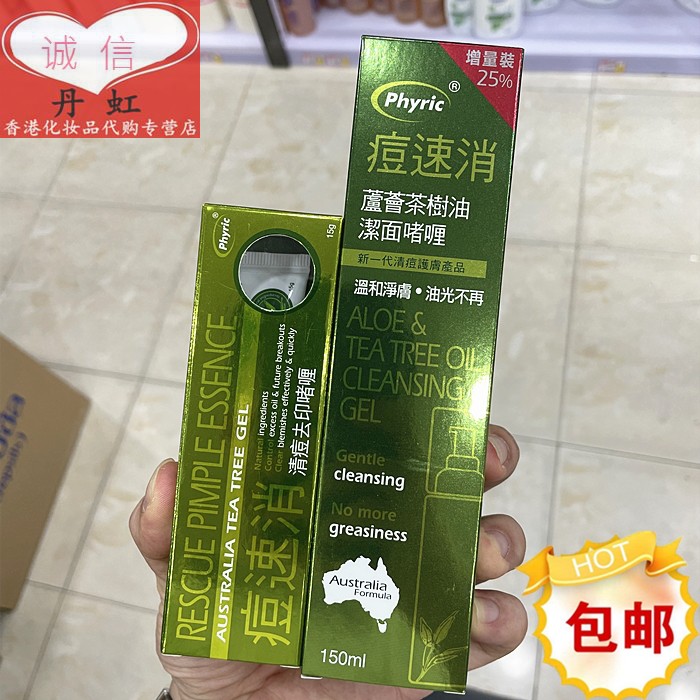 诚信
丹虹
香港化妆品代购专营店
增量裝
25%
Phyric®
痘速消
蘆薈茶樹油
潔面啫喱
新一代清痘護膚產品
溫和淨膚•油光不再
ALOE &
TEA TREE OIL
CLEANSING
GEL
Gentle
cleansing
No more
greasiness
Australia
Formula
150ml
Phyric®
15g
RESCUE PIMPLE ESSENCE
AUSTRALIA TEA TREE GEL
Natural ingredients
Control excess oil & future breakouts
Clear blemishes effectively & quickly
清痘去印啫喱
痘速消
HOT
包邮